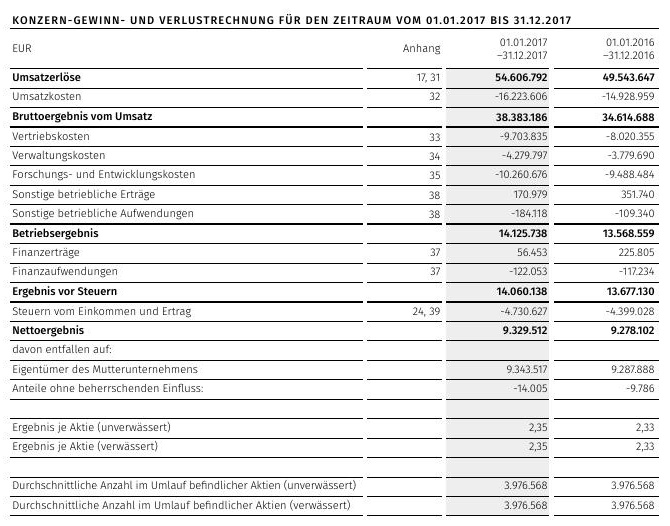 KONZERN-GEWINN- UND VERLUSTRECHNUNG FÜR DEN ZEITRAUM VOM 01.01.2017 BIS 31.12.2017
EUR Anhang 01.01.2017 –31.12.2017 01.01.2016 –31.12.2016
Umsatzerlöse 17, 31 54.606.792 49.543.647
Umsatzkosten 32 -16.223.606 -14.928.959
Bruttoergebnis vom Umsatz 38.383.186 34.614.688
Vertriebskosten 33 -9.703.835 -8.020.355
Verwaltungskosten 34 -4.279.797 -3.779.690
Forschungs- und Entwicklungskosten 35 -10.260.676 -9.488.484
Sonstige betriebliche Erträge 38 170.979 351.740
Sonstige betriebliche Aufwendungen 38 -184.118 -109.340
Betriebsergebnis 14.125.738 13.568.559
Finanzerträge 37 56.453 225.805
Finanzaufwendungen 37 -122.053 -117.234
Ergebnis vor Steuern 14.060.138 13.677.130
Steuern vom Einkommen und Ertrag 24, 39 -4.730.627 -4.399.028
Nettoergebnis 9.329.512 9.278.102
davon entfallen auf:
Eigentümer des Mutterunternehmens 9.343.517 9.287.888
Anteile ohne beherrschenden Einfluss: -14.005 -9.786
Ergebnis je Aktie (unverwässert) 2,35 2,33
Ergebnis je Aktie (verwässert) 2,35 2,33
Durchschnittliche Anzahl im Umlauf befindlicher Aktien (unverwässert) 3.976.568 3.976.568
Durchschnittliche Anzahl im Umlauf befindlicher Aktien (verwässert) 3.976.568 3.976.568